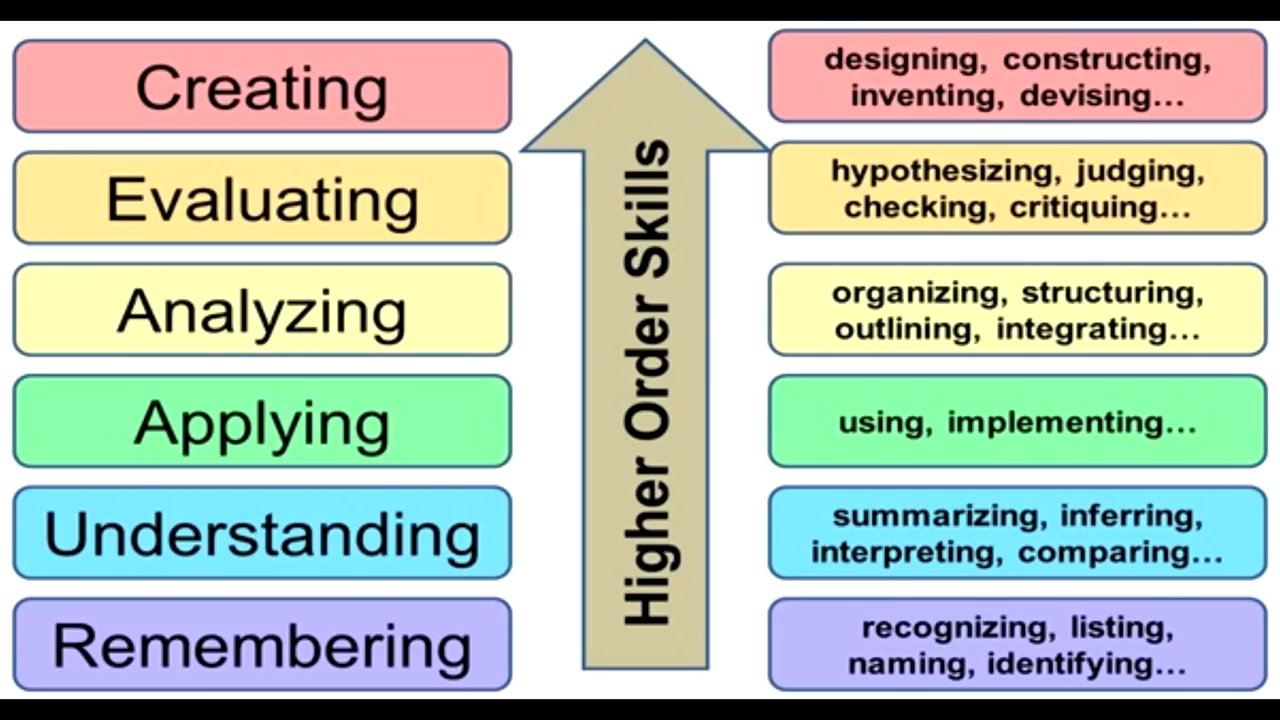 Creating
designing, constructing,
inventing, devising...
Evaluating
hypothesizing, judging,
checking, critiquing...
Analyzing
organizing, structuring,
outlining, integrating...
Applying
using, implementing...
Understanding
summarizing, inferring,
interpreting, comparing...
Remembering
recognizing, listing,
naming, identifying...
Higher Order Skills